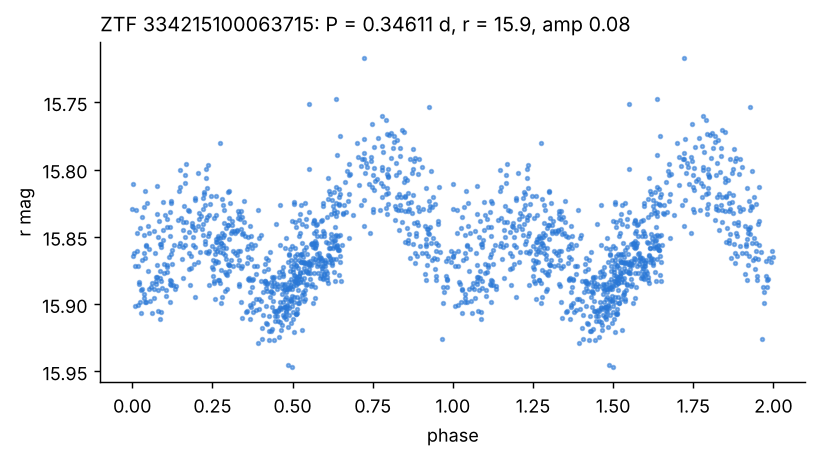 ZTF 334215100063715: P = 0.34611 d, r = 15.9, amp 0.08
r mag
15.75
15.80
15.85
15.90
15.95
0.00 0.25 0.50 0.75 1.00 1.25 1.50 1.75 2.00
phase